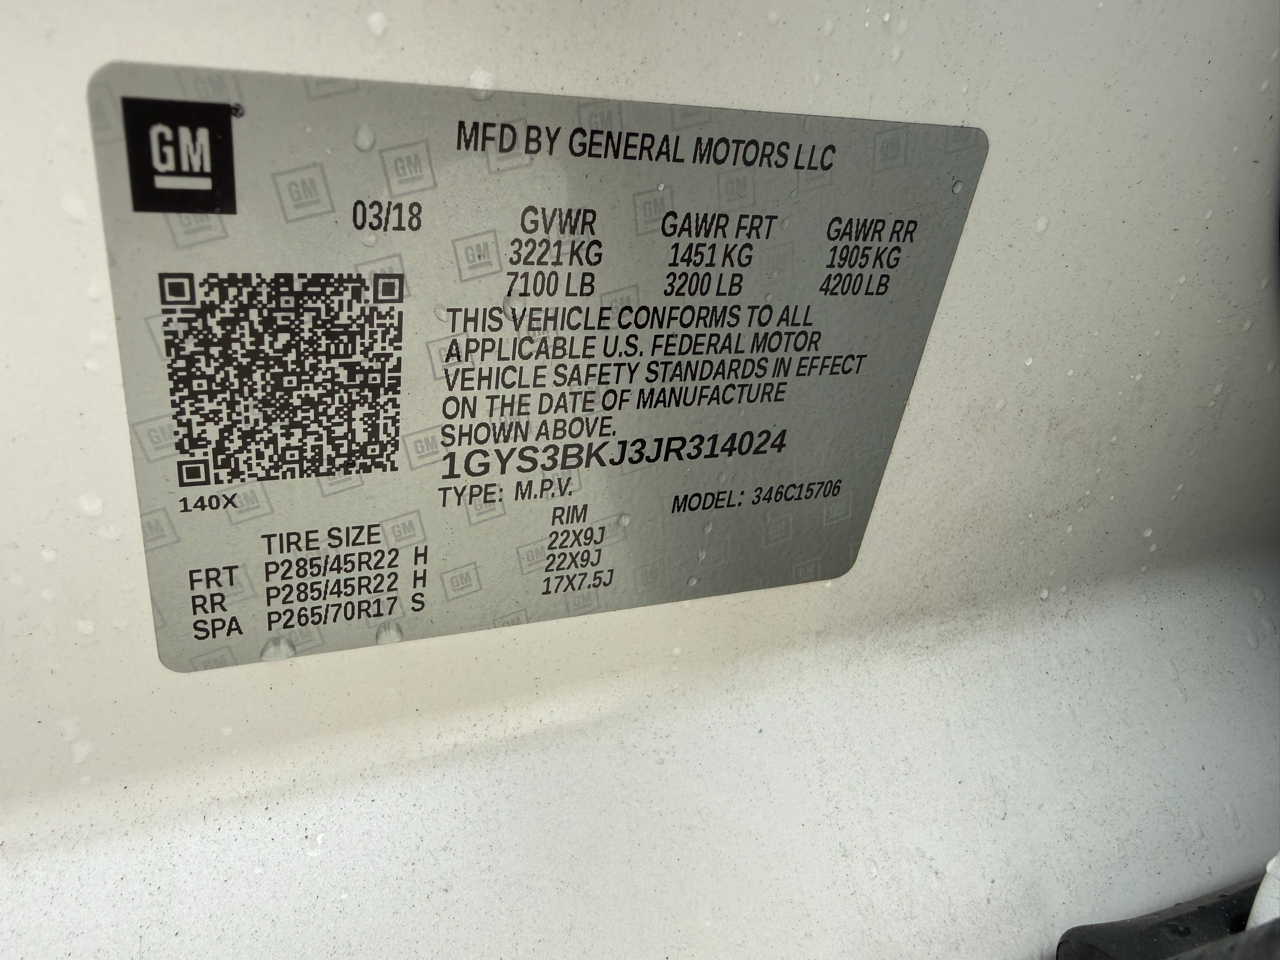 GM
MFD BY GENERAL MOTORS LLC
03/18
GVWR GAWR FRT GAWR RR
3221KG 1451 KG 1905 KG
7100 LB 3200 LB 4200 LB
THIS VEHICLE CONFORMS TO ALL
APPLICABLE U.S. FEDERAL MOTOR
VEHICLE SAFETY STANDARDS IN EFFECT
ON THE DATE OF MANUFACTURE
SHOWN ABOVE.
1GYS3BKJ3JR314024
TYPE: M.P.V. MODEL: 346C15706
140X
TIRE SIZE RIM
FRT P285/45R22 H 22X9J
RR P285/45R22 H 22X9J
SPA P265/70R17 S 17X7.5J